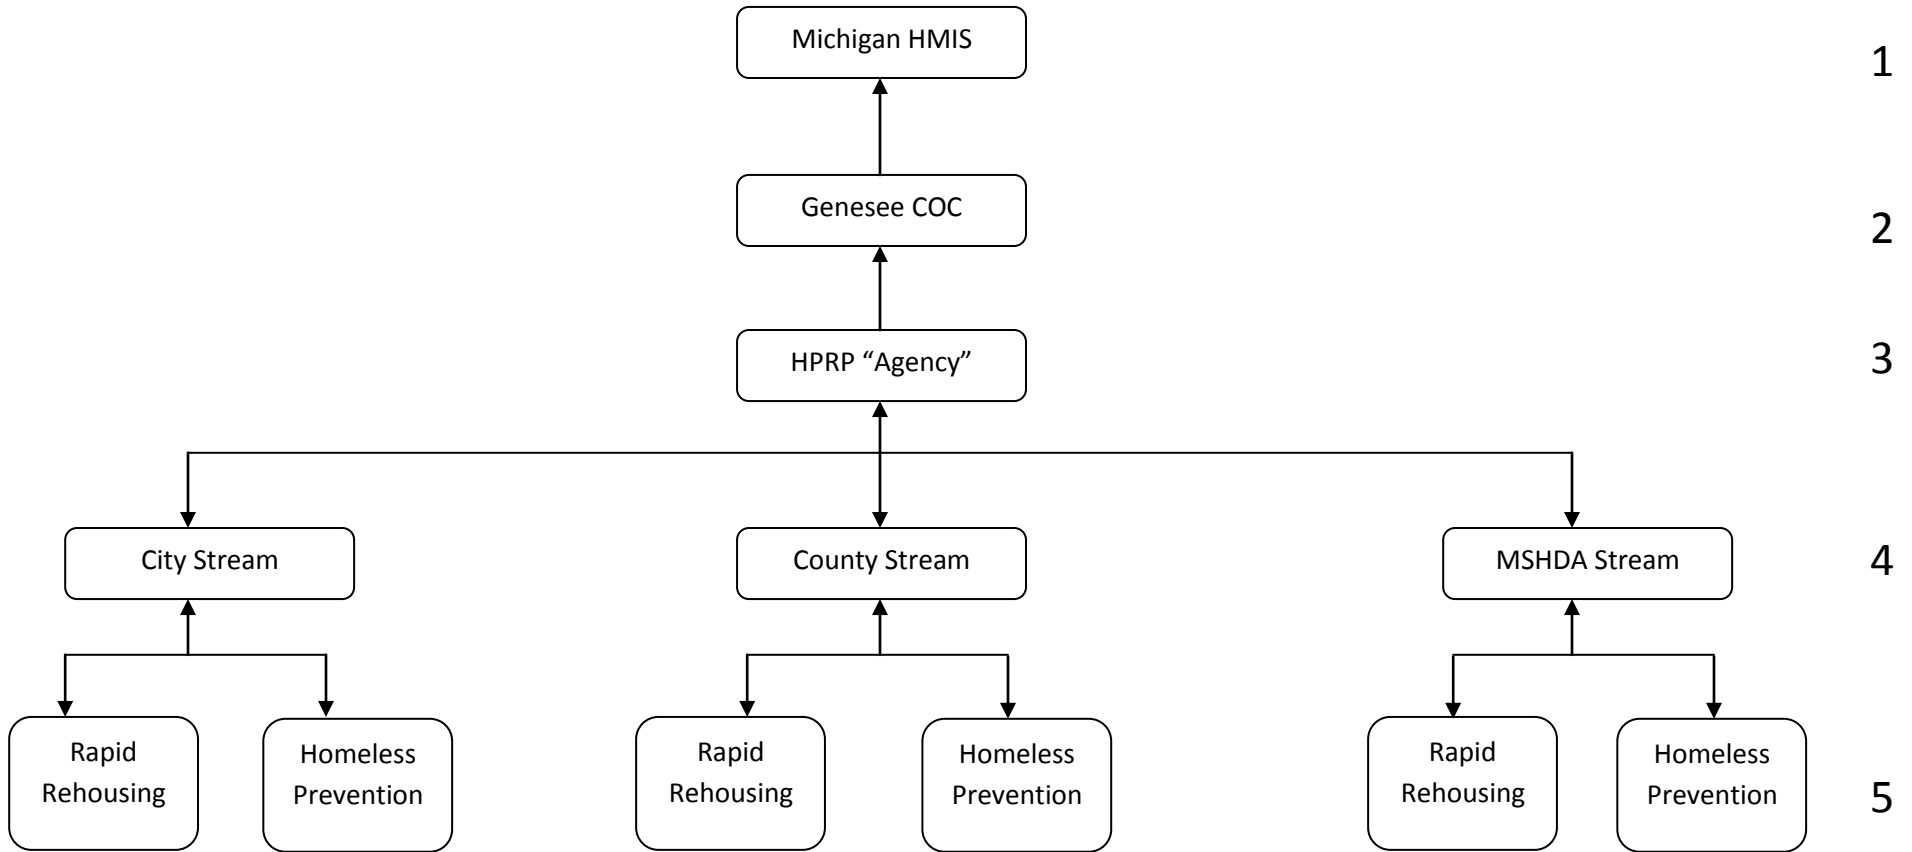 Michigan HMIS
1
Genesee COC
2
HPRP “Agency”
3
City Stream
County Stream
MSHDA Stream
4
Rapid
Rehousing
Homeless
Prevention
Rapid
Rehousing
Homeless
Prevention
Rapid
Rehousing
Homeless
Prevention
5